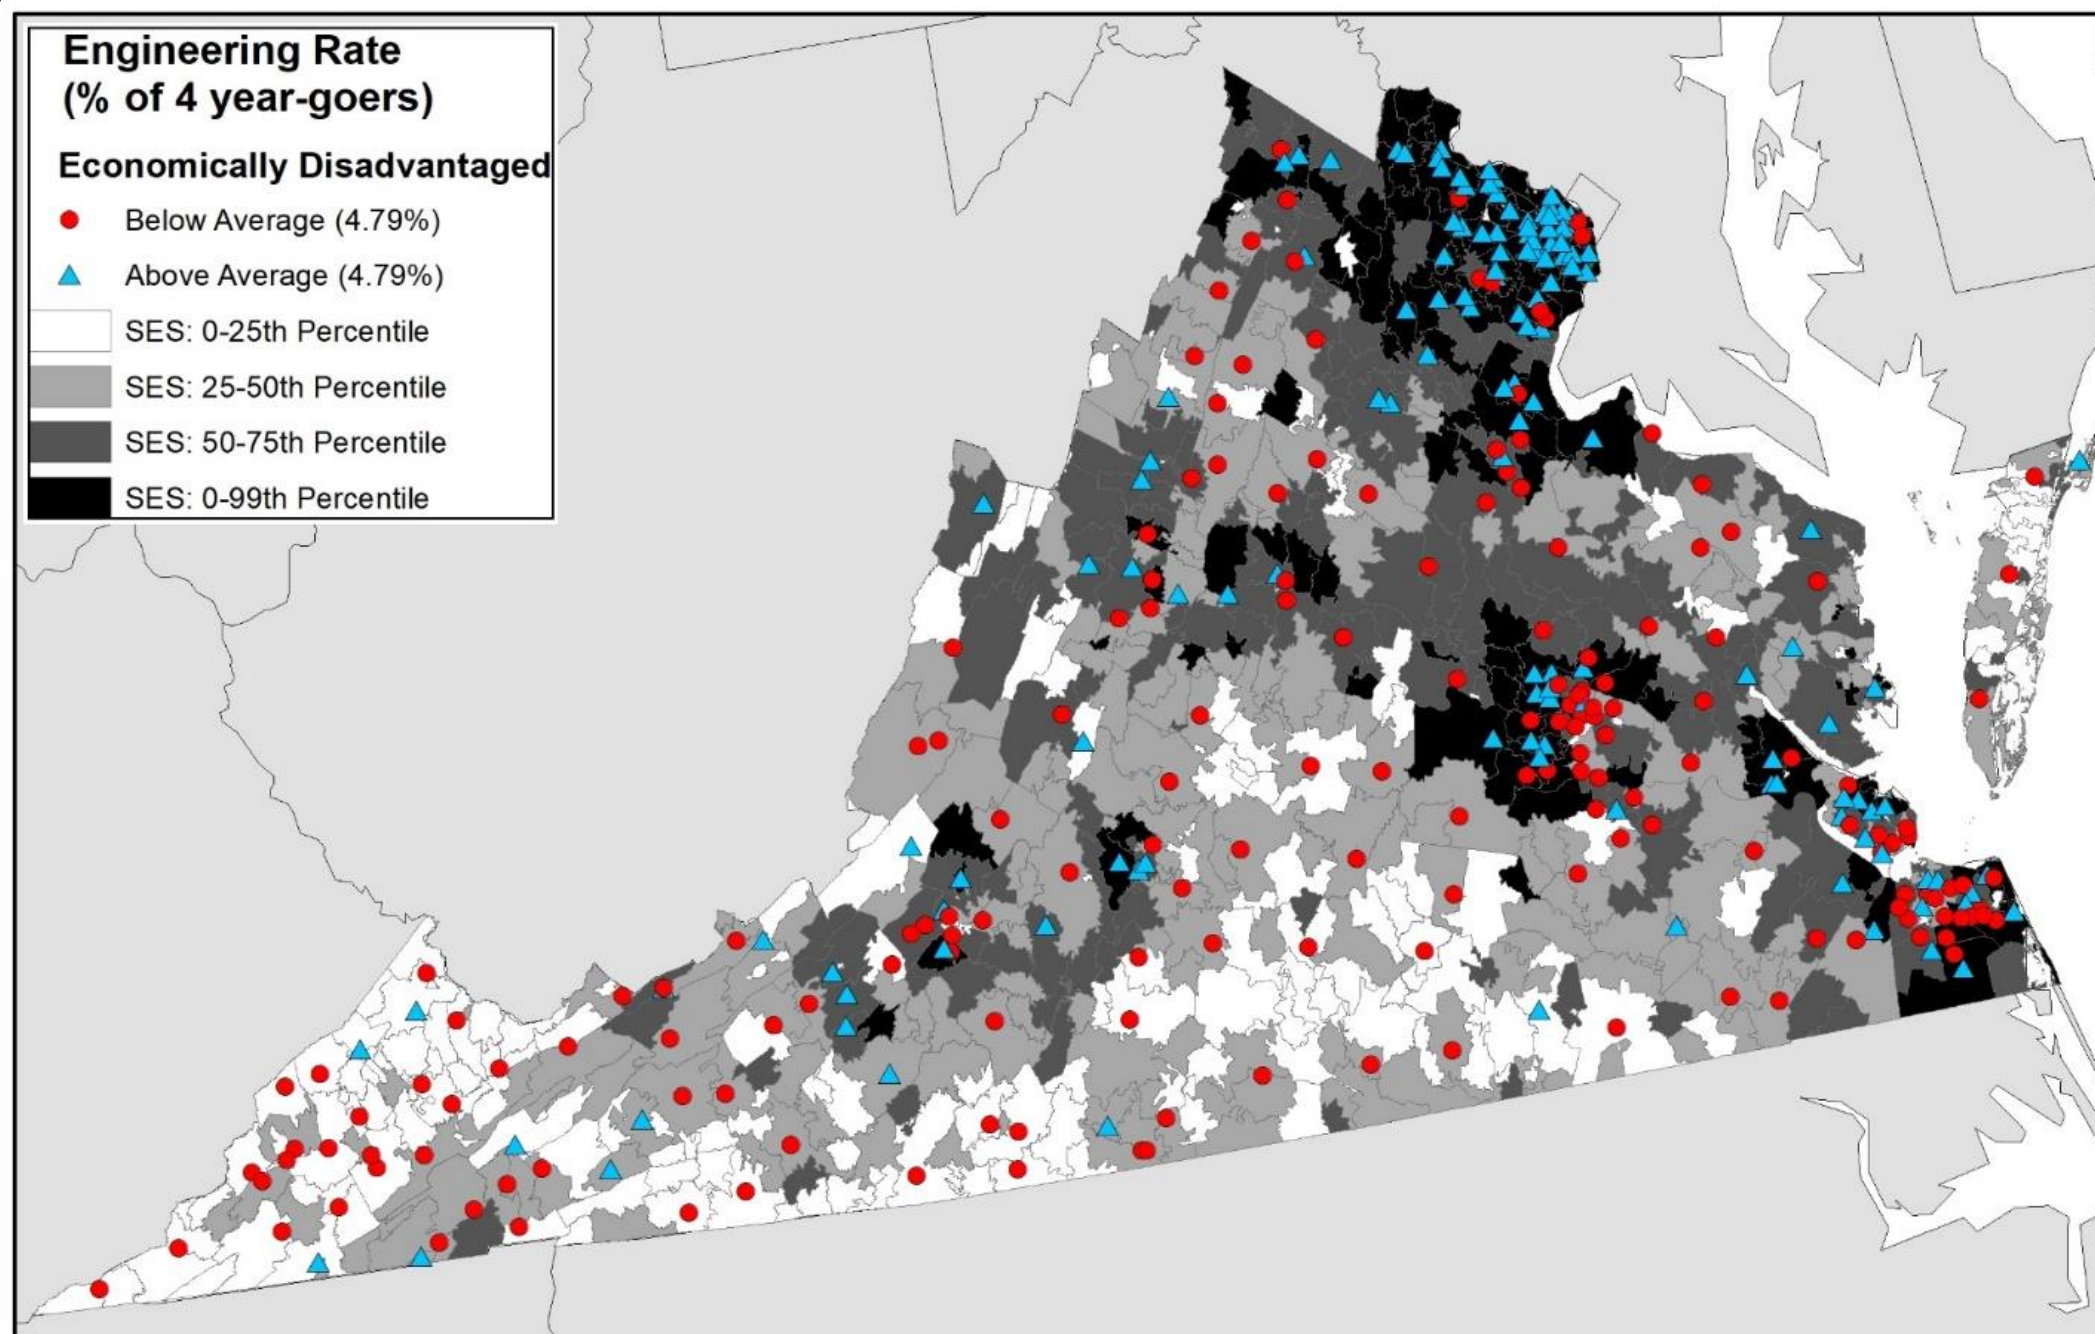 Engineering Rate
(% of 4 year-goers)
Economically Disadvantaged
Below Average (4.79%)
Above Average (4.79%)
SES: 0-25th Percentile
SES: 25-50th Percentile
SES: 50-75th Percentile
SES: 0-99th Percentile